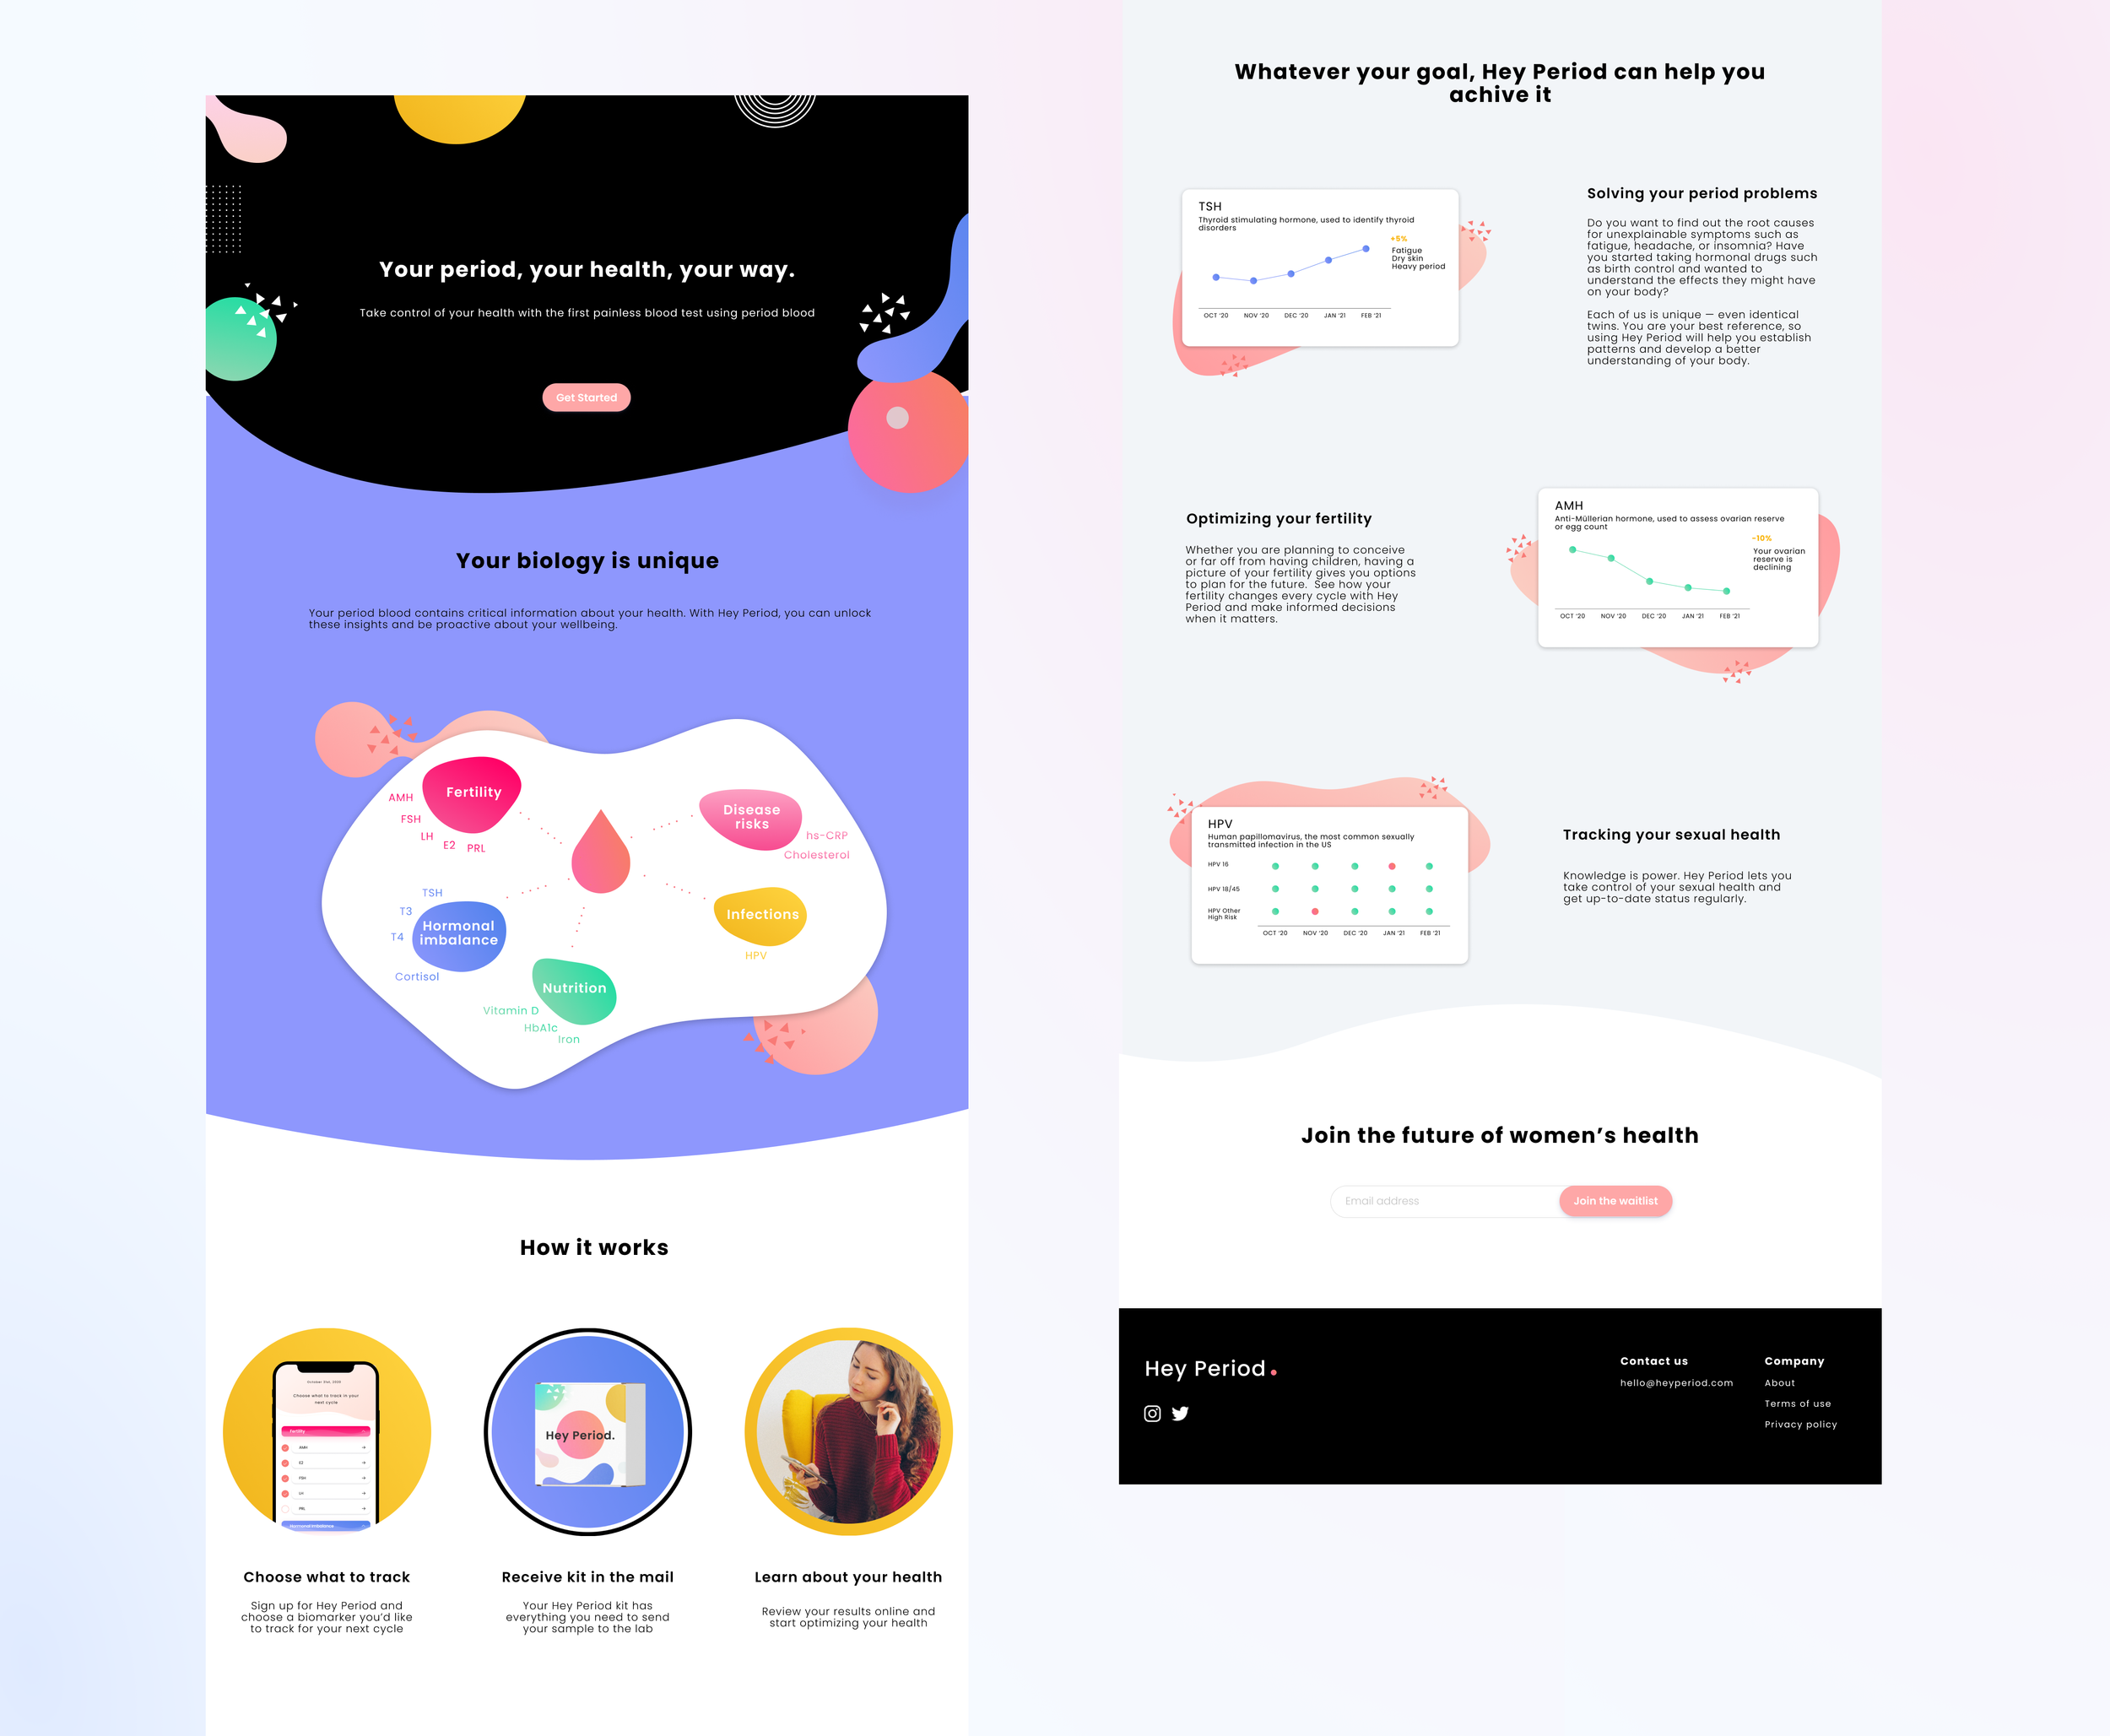 Your period, your health, your way.
Take control of your health with the first painless blood test using period blood
Get Started
Your biology is unique
Your period blood contains critical information about your health. With Hey Period, you can unlock
these insights and be proactive about your wellbeing.
Fertility
AMH
FSH
LH
E2
PRL
Disease
risks
hs-CRP
Cholesterol
TSH
T3
T4
Hormonal
imbalance
Cortisol
Infections
HPV
Nutrition
Vitamin D
HbA1c
Iron
How it works
October 31st, 2020
Choose what to track in your
next cycle
Fertility
AMH
E2
FSH
LH
PRL
Hormonal imbalance
Hey Period.
Choose what to track
Sign up for Hey Period and
choose a biomarker you’d like
to track for your next cycle
Receive kit in the mail
Your Hey Period kit has
everything you need to send
your sample to the lab
Learn about your health
Review your results online and
start optimizing your health
Whatever your goal, Hey Period can help you
achive it
TSH
Thyroid stimulating hormone, used to identify thyroid
disorders
+5%
Fatigue
Dry skin
Heavy period
OCT ‘20 NOV ‘20 DEC ‘20 JAN ‘21 FEB ‘21
Solving your period problems
Do you want to find out the root causes
for unexplainable symptoms such as
fatigue, headache, or insomnia? Have
you started taking hormonal drugs such
as birth control and wanted to
understand the effects they might have
on your body?
Each of us is unique — even identical
twins. You are your best reference, so
using Hey Period will help you establish
patterns and develop a better
understanding of your body.
Optimizing your fertility
Whether you are planning to conceive
or far off from having children, having a
picture of your fertility gives you options
to plan for the future.  See how your
fertility changes every cycle with Hey
Period and make informed decisions
when it matters.
AMH
Anti-Müllerian hormone, used to assess ovarian reserve
or egg count
-10%
Your ovarian
reserve is
declining
OCT ‘20 NOV ‘20 DEC ‘20 JAN ‘21 FEB ‘21
HPV
Human papillomavirus, the most common sexually
transmitted infection in the US
HPV 16
HPV 18/45
HPV Other
High Risk
OCT ‘20 NOV ‘20 DEC ‘20 JAN ‘21 FEB ‘21
Tracking your sexual health
Knowledge is power. Hey Period lets you
take control of your sexual health and
get up-to-date status regularly.
Join the future of women’s health
Email address
Join the waitlist
Hey Period.
Contact us
hello@heyperiod.com
Company
About
Terms of use
Privacy policy